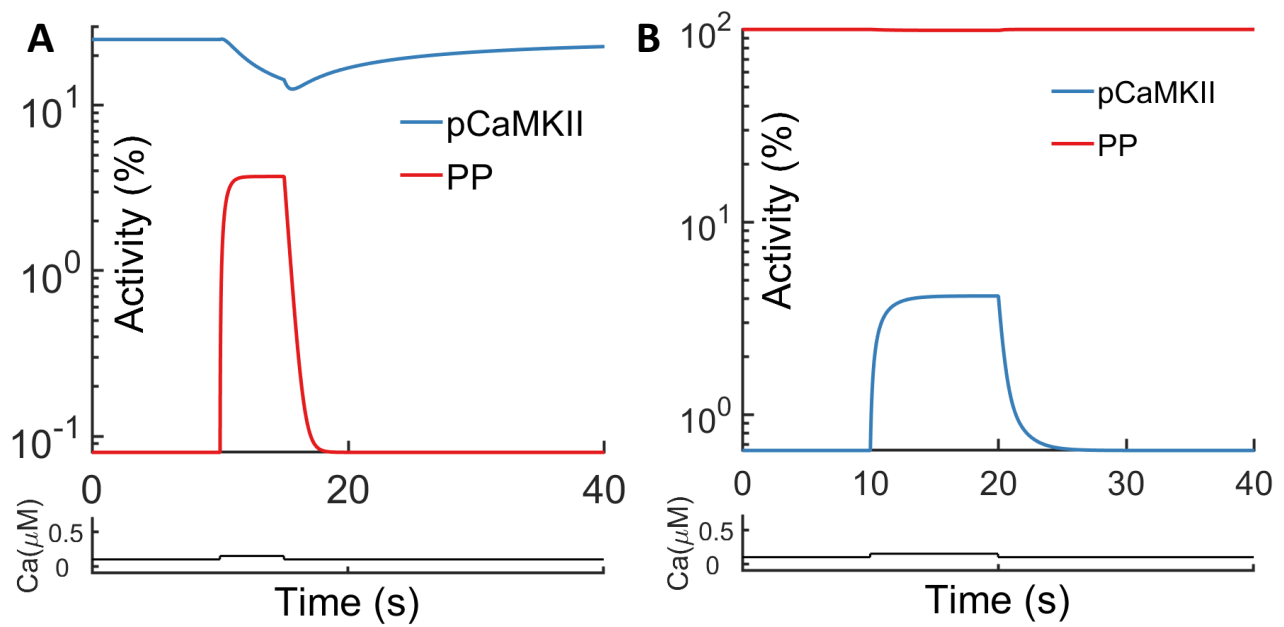 A
10¹
10⁰
10⁻¹
Activity (%)
pCaMKII
PP
0
20
40
Ca(μM)
0.5
0
Time (s)
B
10²
10¹
10⁰
Activity (%)
pCaMKII
PP
0
10
20
30
40
Ca(μM)
0.5
0
Time (s)